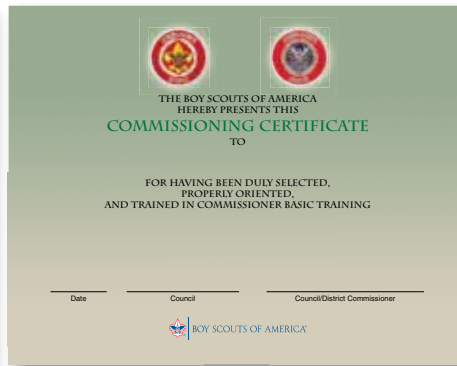 THE BOY SCOUTS OF AMERICA
HEREBY PRESENTS THIS
COMMISSIONING CERTIFICATE
TO
FOR HAVING BEEN DULY SELECTED,
PROPERLY ORIENTED,
AND TRAINED IN COMMISSIONER BASIC TRAINING
Date Council Council/District Commissioner
BOY SCOUTS OF AMERICA®